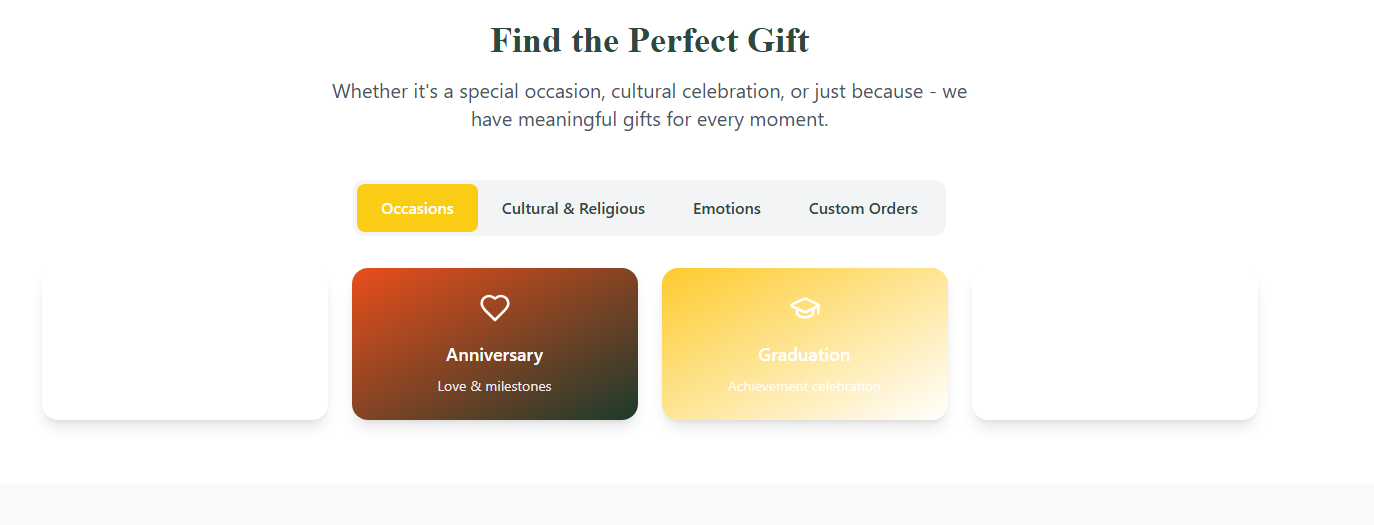 Find the Perfect Gift
Whether it's a special occasion, cultural celebration, or just because - we
have meaningful gifts for every moment.
Occasions
Cultural & Religious
Emotions
Custom Orders
Anniversary
Love & milestones
Graduation
Achievement celebration